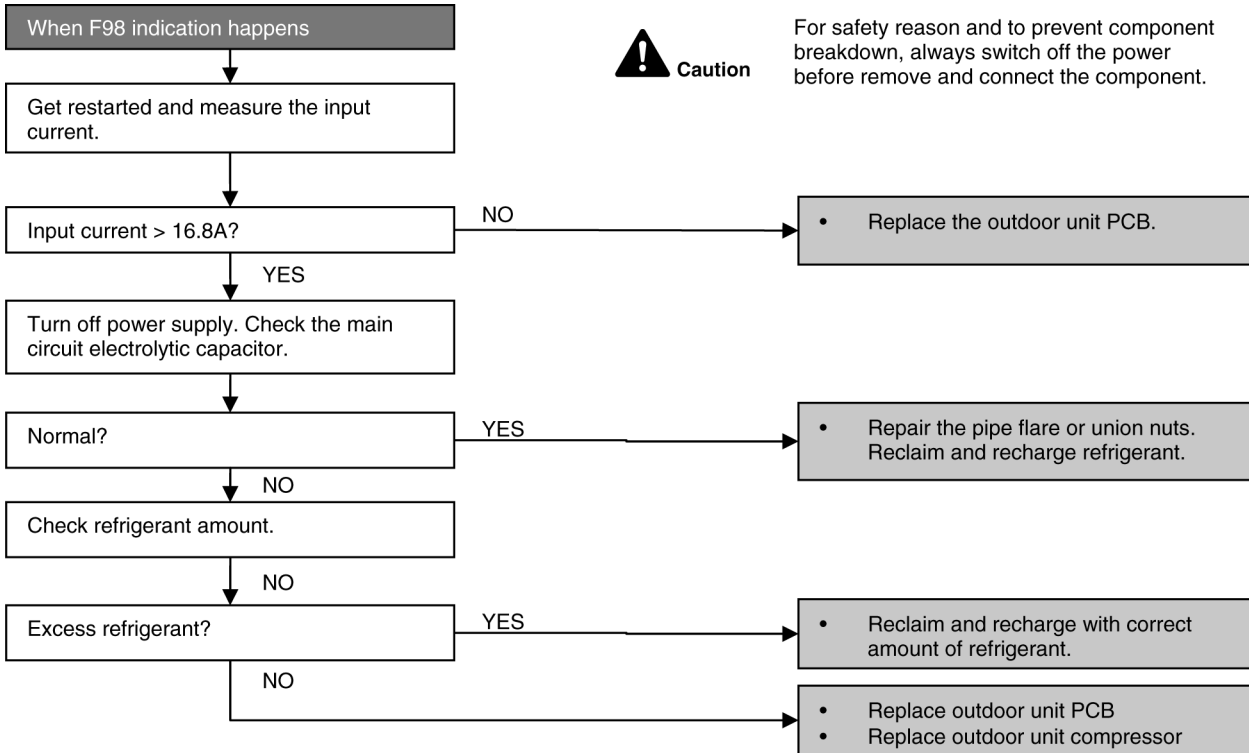 When F98 indication happens
Caution
For safety reason and to prevent component
breakdown, always switch off the power
before remove and connect the component.
Get restarted and measure the input
current.
Input current > 16.8A?
NO
• Replace the outdoor unit PCB.
YES
Turn off power supply. Check the main
circuit electrolytic capacitor.
Normal?
YES
• Repair the pipe flare or union nuts.
Reclaim and recharge refrigerant.
NO
Check refrigerant amount.
NO
Excess refrigerant?
YES
• Reclaim and recharge with correct
amount of refrigerant.
NO
• Replace outdoor unit PCB
• Replace outdoor unit compressor